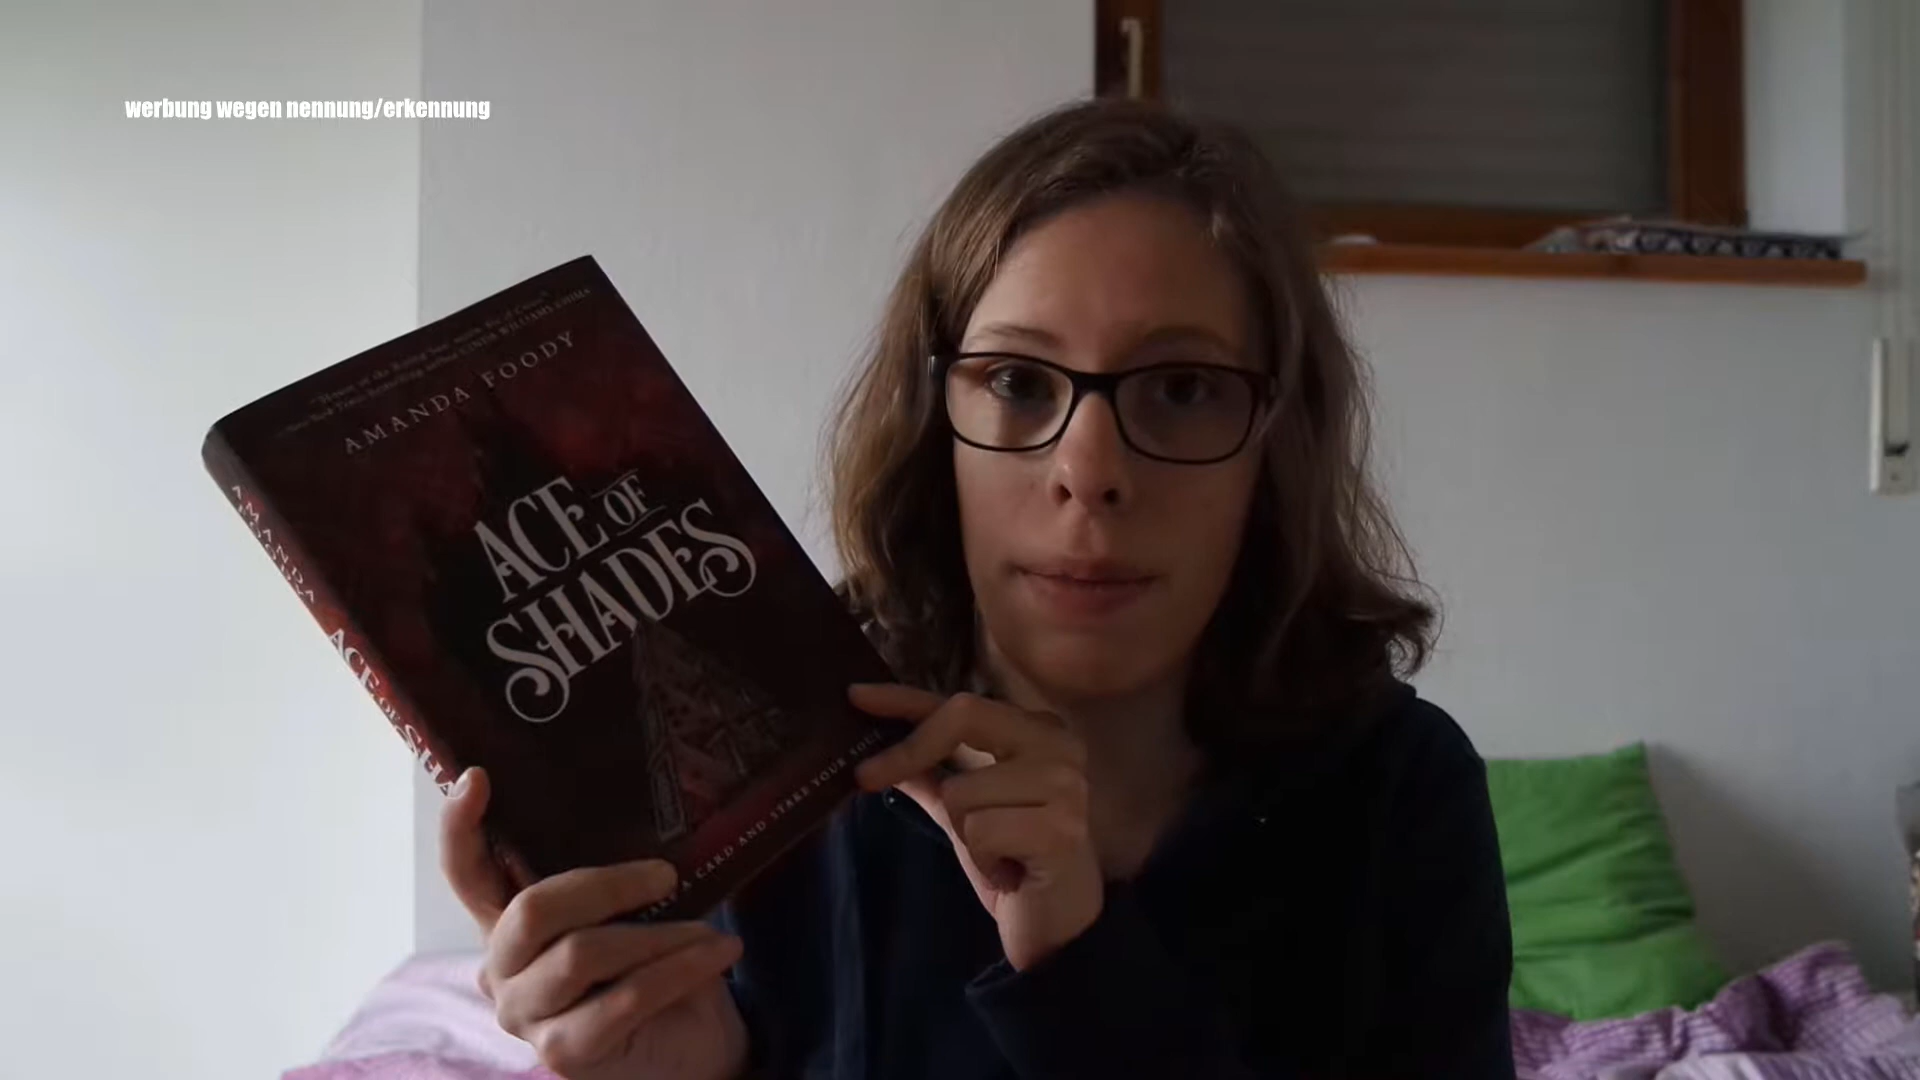 werbung wegen nennung/erkennung
AMANDA FOODY
ACE OF
SHADES
TAKE A CARD AND STAKE YOUR SOUL
AMANDA
FOODY
ACE OF SHA